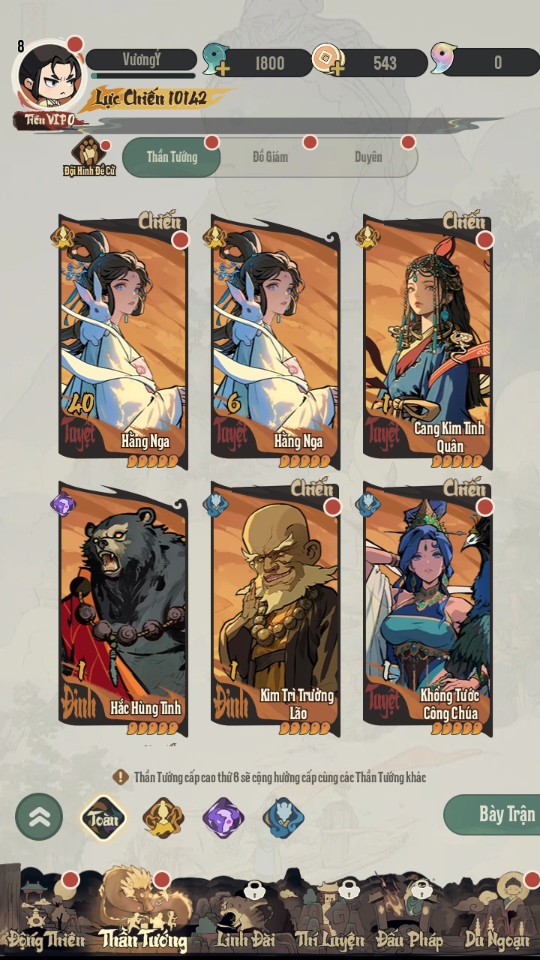 8
VươngY
1800
543
0
Lực Chiến 10142
Tiên VIP 0
Đội Hình Đề Cử
Thần Tướng
Đồ Giám
Duyên
Chiến
40
Tuyệt
Hằng Nga
6
Tuyệt
Hằng Nga
Chiến
1
Tuyệt
Cang Kim Tinh
Quân
1
Đỉnh
Hắc Hùng Tinh
Chiến
1
Đỉnh
Kim Trì Trưởng
Lão
Chiến
1
Tuyệt
Khổng Tước
Công Chúa
Thần Tướng cấp cao thứ 6 sẽ cộng hưởng cấp cùng các Thần Tướng khác
Toàn
Bày Trận
Động Thiên
Thần Tướng
Linh Đài
Thí Luyện
Đấu Pháp
Du Ngoạn